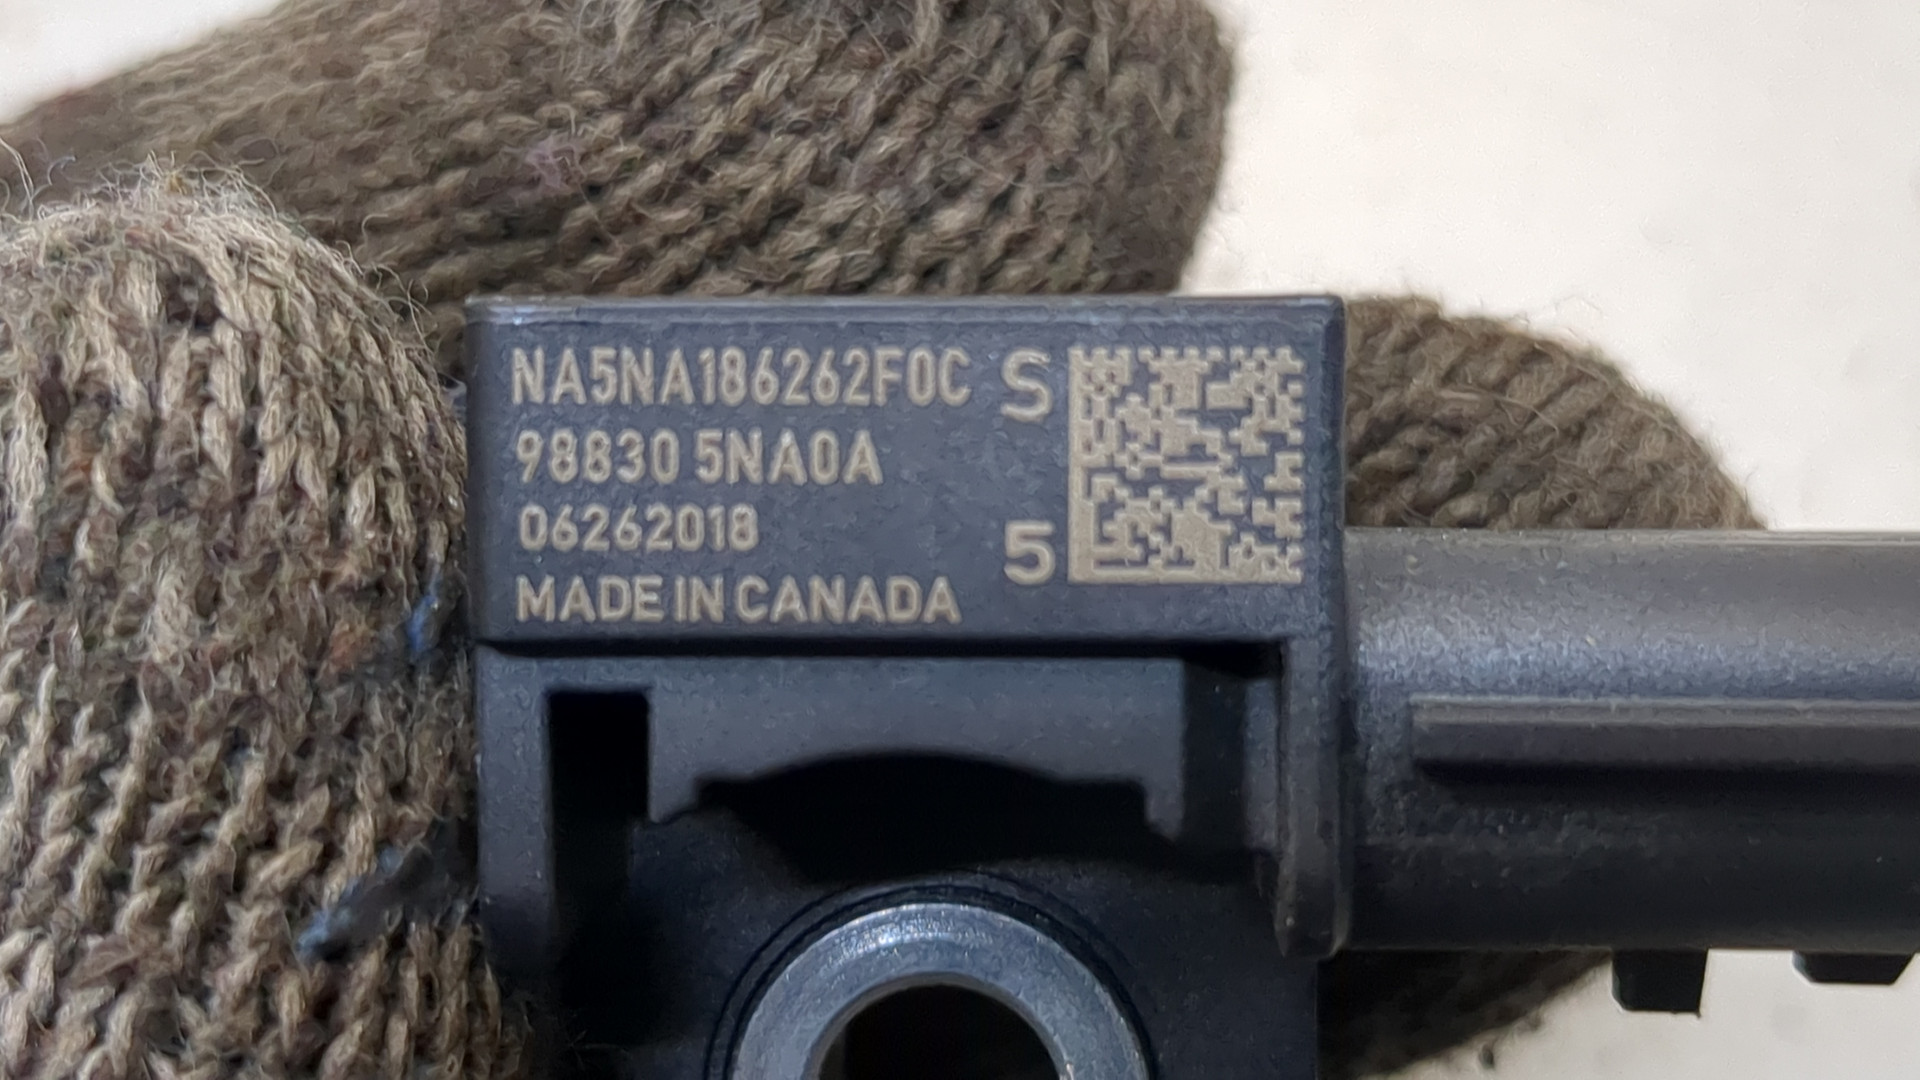 NA5NA186262F0C S
98830 5NA0A
06262018 5
MADE IN CANADA